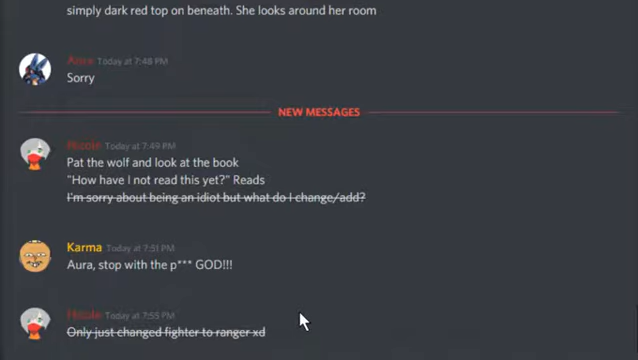 simply dark red top on beneath. She looks around her room
Aura Today at 7:48 PM
Sorry
NEW MESSAGES
Nicole Today at 7:49 PM
Pat the wolf and look at the book
"How have I not read this yet?" Reads
I'm sorry about being an idiot but what do I change/add?
Karma Today at 7:51 PM
Aura, stop with the p*** GOD!!!
Nicole Today at 7:55 PM
Only just changed fighter to ranger xd